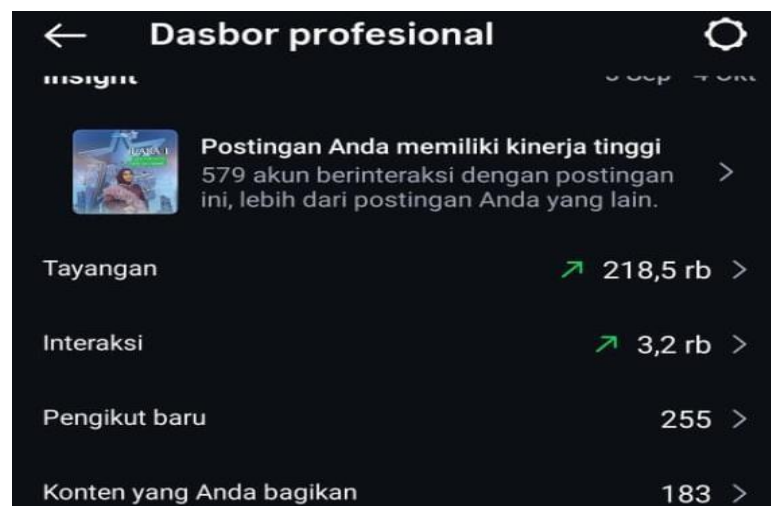 Dasbor profesional
Insight
Postingan Anda memiliki kinerja tinggi
579 akun berinteraksi dengan postingan
ini, lebih dari postingan Anda yang lain.
Tayangan 218,5 rb
Interaksi 3,2 rb
Pengikut baru 255
Konten yang Anda bagikan 183